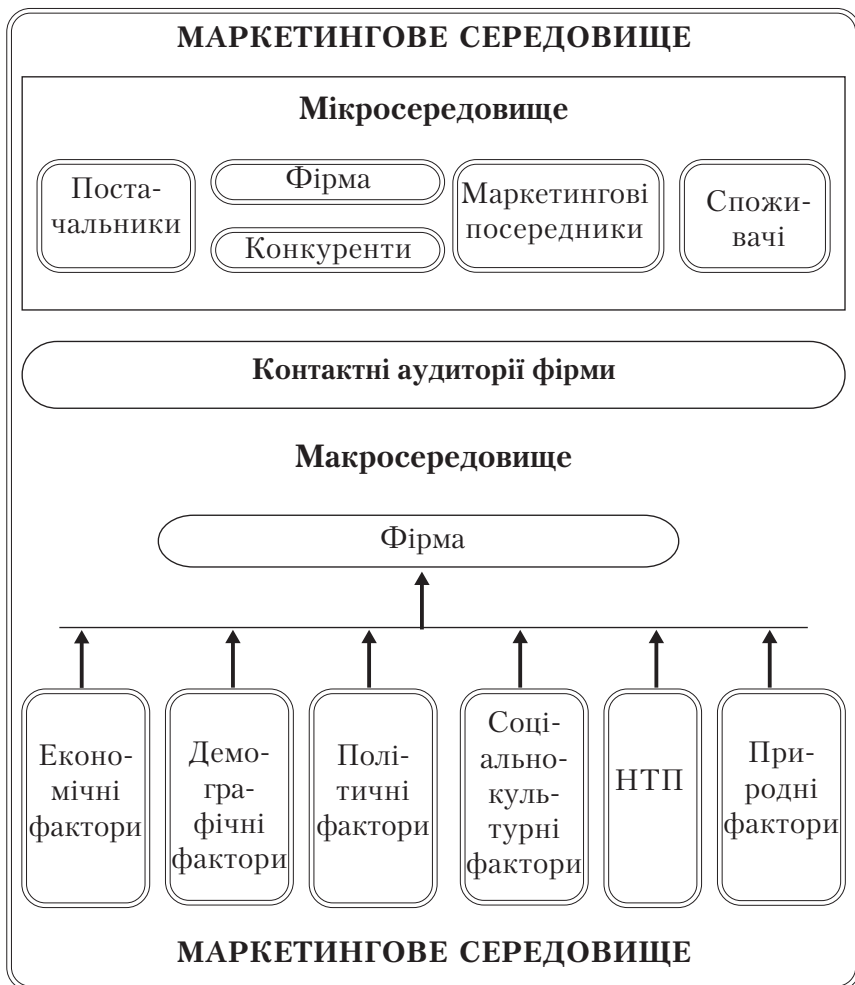 МАРКЕТИНГОВЕ СЕРЕДОВИЩЕ
Мікросередовище
Поста-
чальники
Фірма
Конкуренти
Маркетингові
посередники
Спожи-
вачі
Контактні аудиторії фірми
Макросередовище
Фірма
Еконо-
мічні
фактори
Демо-
гра-
фічні
фактори
Полі-
тичні
фактори
Соці-
ально-
куль-
турні
фактори
НТП
При-
родні
фактори
МАРКЕТИНГОВЕ СЕРЕДОВИЩЕ